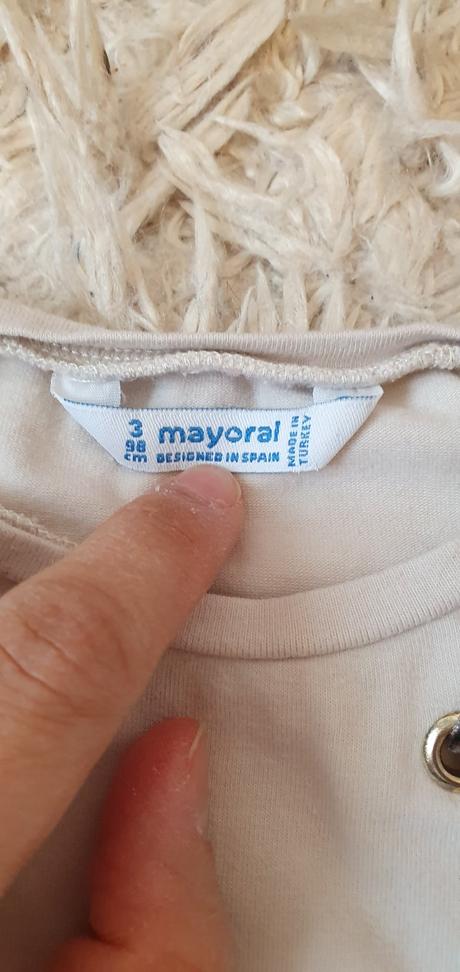 3
98
cm
mayoral
DESIGNED IN SPAIN
MADE IN
TURKEY